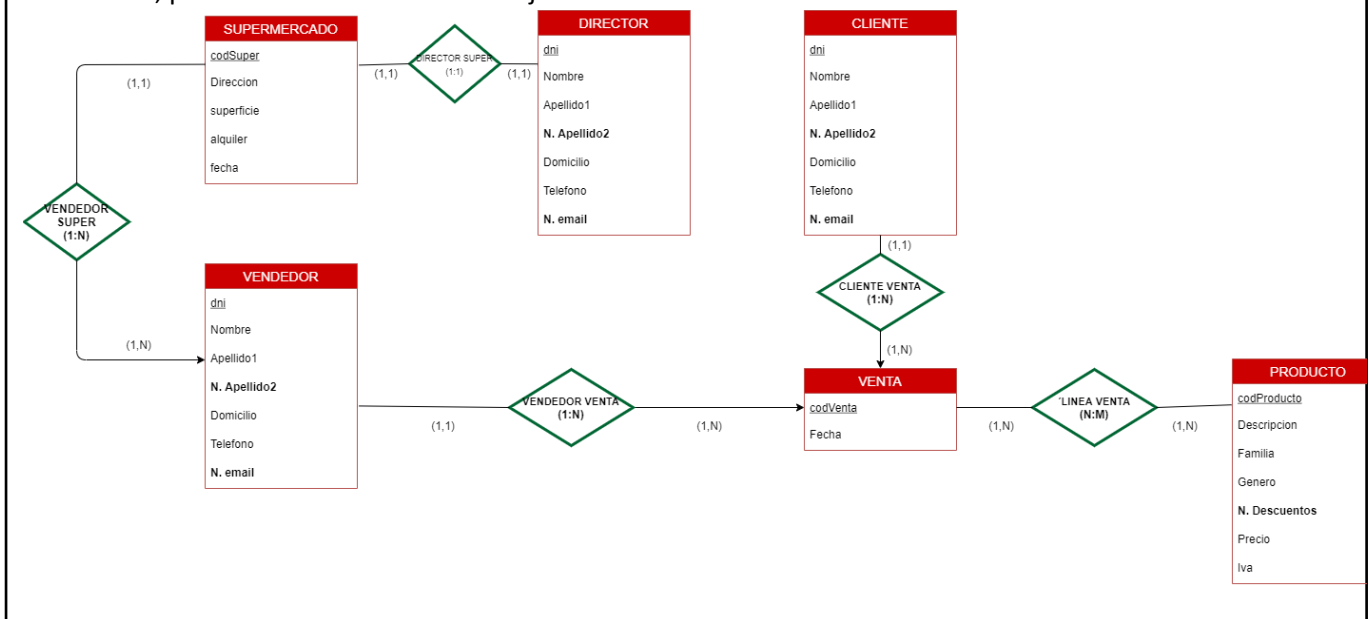 SUPERMERCADO
codSuper
Direccion
superficie
alquiler
fecha
(1,1)
DIRECTOR SUPER
(1:1)
(1,1)
DIRECTOR
dni
Nombre
Apellido1
N. Apellido2
Domicilio
Telefono
N. email
CLIENTE
dni
Nombre
Apellido1
N. Apellido2
Domicilio
Telefono
N. email
(1,1)
VENDEDOR
SUPER
(1:N)
(1,N)
(1,1)
CLIENTE VENTA
(1:N)
(1,N)
VENDEDOR
dni
Nombre
Apellido1
N. Apellido2
Domicilio
Telefono
N. email
(1,1)
VENDEDOR VENTA
(1:N)
(1,N)
VENTA
codVenta
Fecha
(1,N)
LINEA VENTA
(N:M)
(1,N)
PRODUCTO
codProducto
Descripcion
Familia
Genero
N. Descuentos
Precio
Iva